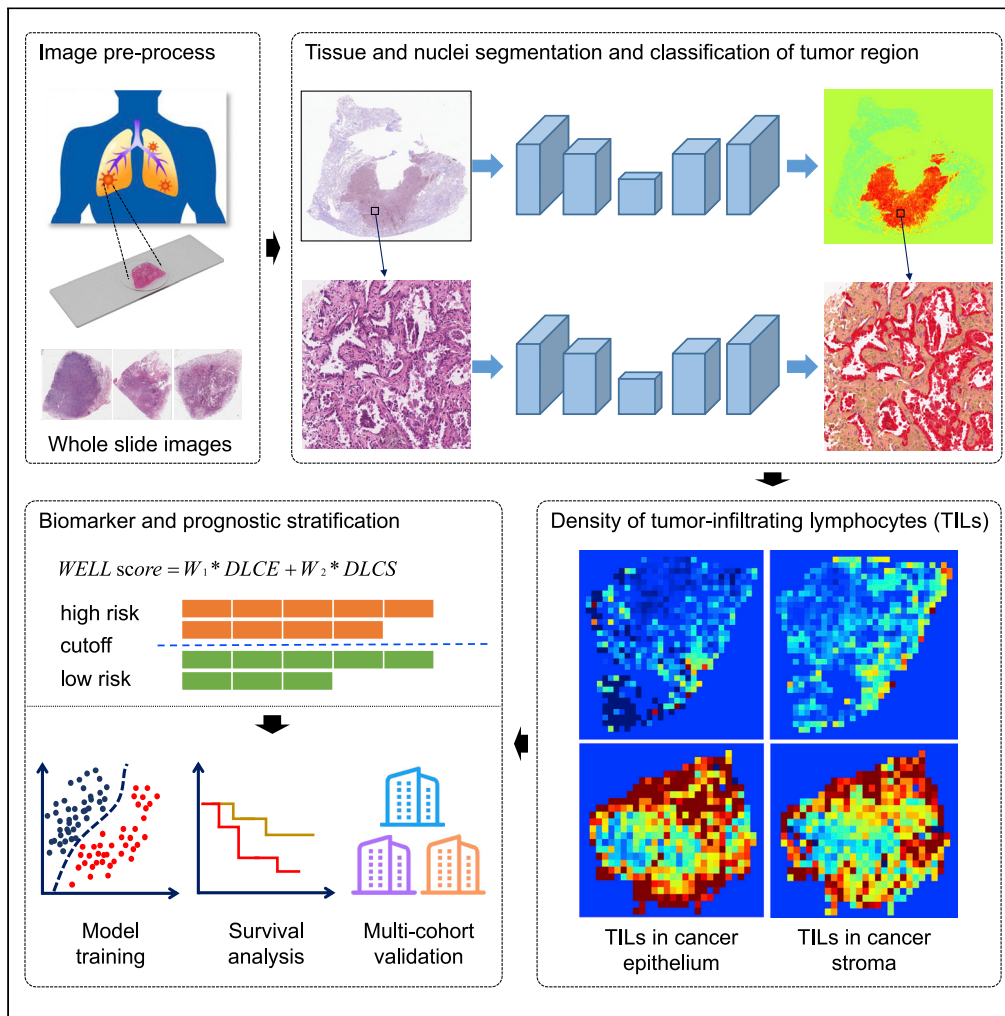 Image pre-process
Whole slide images
Tissue and nuclei segmentation and classification of tumor region
Biomarker and prognostic stratification
WELL score = W1 * DLCE + W2 * DLCS
high risk
cutoff
low risk
Model
training
Survival
analysis
Multi-cohort
validation
Density of tumor-infiltrating lymphocytes (TILs)
TILs in cancer
epithelium
TILs in cancer
stroma